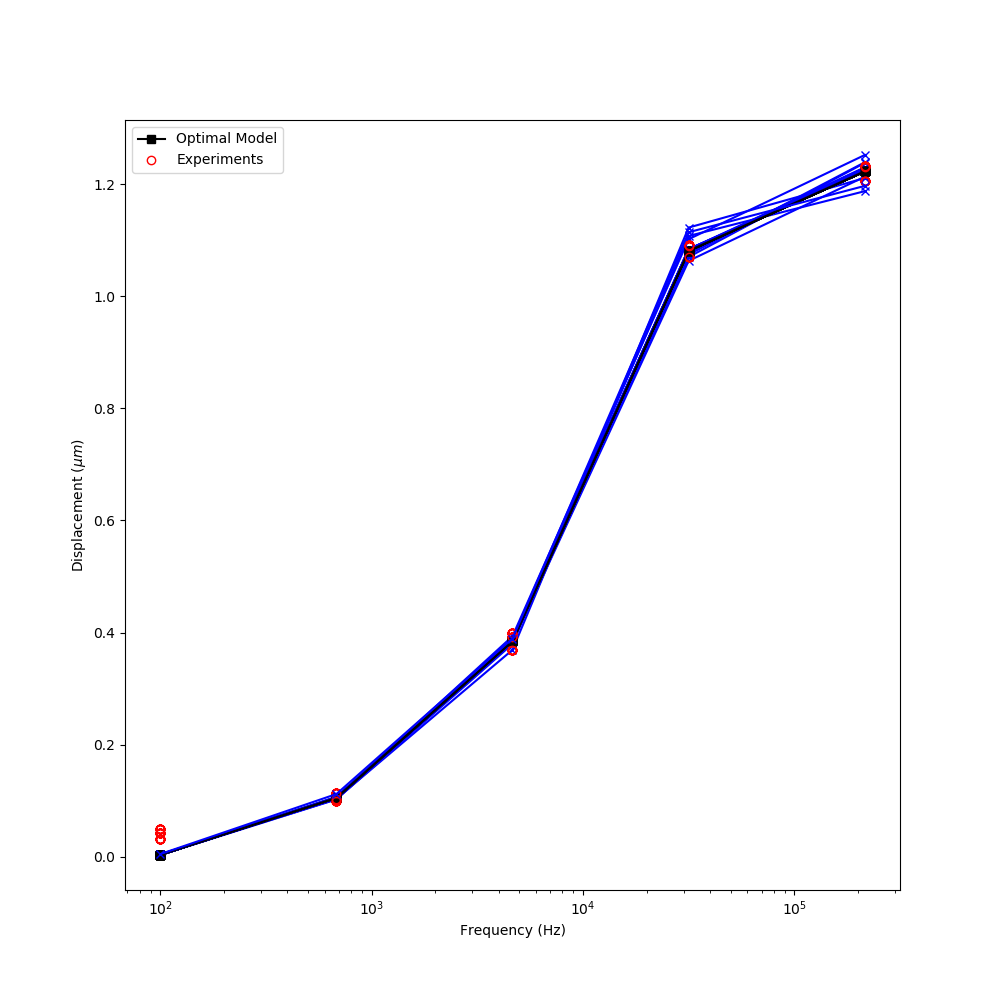 Optimal Model
Experiments
1.2
1.0
0.8
0.6
0.4
0.2
0.0
Displacement (μm)
10²
10³
10⁴
10⁵
Frequency (Hz)